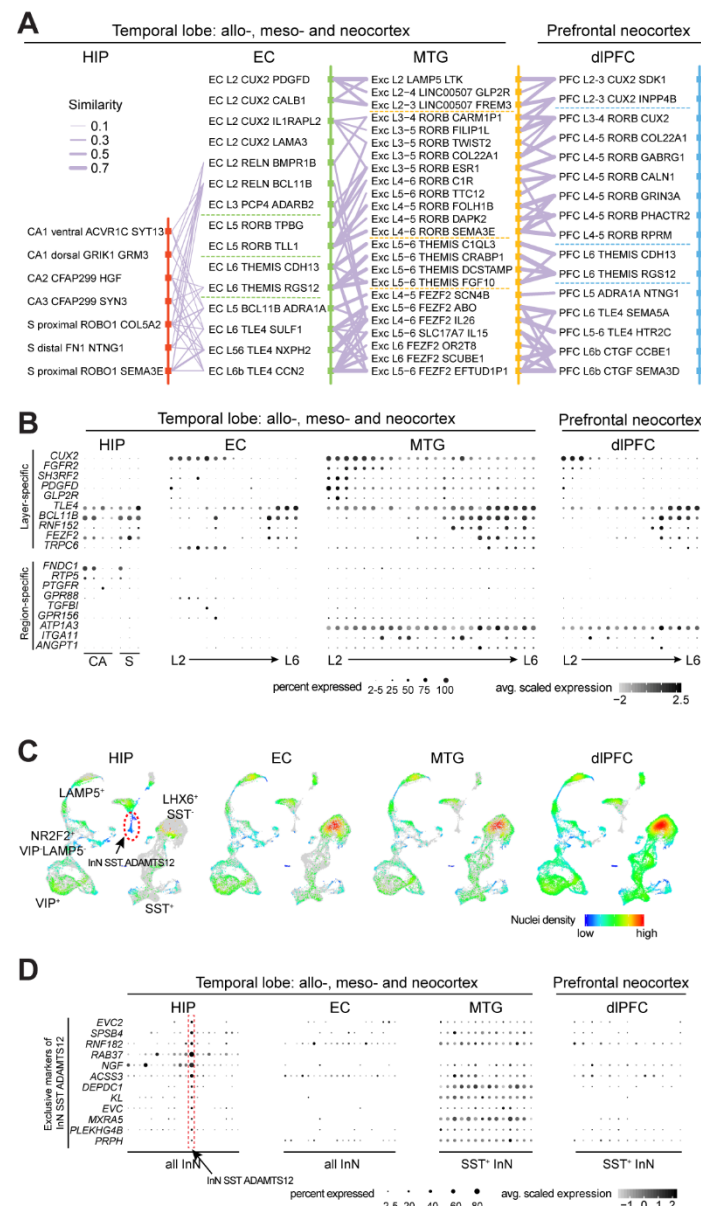 A
Temporal lobe: allo-, meso- and neocortex
Prefrontal neocortex
HIP
EC
MTG
dlPFC
Similarity
0.1
0.3
0.5
0.7
CA1 ventral ACVR1C SYT13
CA1 dorsal GRIK1 GRM3
CA2 CFAP299 HGF
CA3 CFAP299 SYN3
S proximal ROBO1 COL5A2
S distal FN1 NTNG1
S proximal ROBO1 SEMA3E
EC L2 CUX2 PDGFD
EC L2 CUX2 CALB1
EC L2 CUX2 IL1RAPL2
EC L2 CUX2 LAMA3
EC L2 RELN BMPR1B
EC L2 RELN BCL11B
EC L3 PCP4 ADARB2
EC L5 RORB TPBG
EC L5 RORB TLL1
EC L6 THEMIS CDH13
EC L6 THEMIS RGS12
EC L5 BCL11B ADRA1A
EC L6 TLE4 SULF1
EC L56 TLE4 NXPH2
EC L6b TLE4 CCN2
Exc L2 LAMP5 LTK
Exc L2-4 LINC00507 GLP2R
Exc L2-3 LINC00507 FREM3
Exc L3-4 RORB CARM1P1
Exc L3-5 RORB FILIP1L
Exc L3-5 RORB TWIST2
Exc L3-5 RORB COL22A1
Exc L3-5 RORB ESR1
Exc L4-6 RORB C1R
Exc L5-6 RORB TTC12
Exc L4-5 RORB FOLH1B
Exc L4-5 RORB DAPK2
Exc L4-6 RORB SEMA3E
Exc L5-6 THEMIS C1QL3
Exc L5-6 THEMIS CRABP1
Exc L5-6 THEMIS DCSTAMP
Exc L5-6 THEMIS FGF10
Exc L4-5 FEZF2 SCN4B
Exc L5-6 FEZF2 ABO
Exc L4-6 FEZF2 IL26
Exc L5-6 SLC17A7 IL15
Exc L6 FEZF2 OR2T8
Exc L6 FEZF2 SCUBE1
Exc L5-6 FEZF2 EFTUD1P1
PFC L2-3 CUX2 SDK1
PFC L2-3 CUX2 INPP4B
PFC L3-4 RORB CUX2
PFC L4-5 RORB COL22A1
PFC L4-5 RORB GABRG1
PFC L4-5 RORB CALN1
PFC L4-5 RORB GRIN3A
PFC L4-5 RORB PHACTR2
PFC L4-5 RORB RPRM
PFC L6 THEMIS CDH13
PFC L6 THEMIS RGS12
PFC L5 ADRA1A NTNG1
PFC L6 TLE4 SEMA5A
PFC L5-6 TLE4 HTR2C
PFC L6b CTGF CCBE1
PFC L6b CTGF SEMA3D
B
Temporal lobe: allo-, meso- and neocortex
Prefrontal neocortex
HIP
EC
MTG
dlPFC
Layer-specific
CUX2
FGFR2
SH3RF2
PDGFD
GLP2R
TLE4
BCL11B
RNF152
FEZF2
TRPC6
Region-specific
FNDC1
RTP5
PTGFR
GPR88
TGFBI
GPR156
ATP1A3
ITGA11
ANGPT1
CA
S
L2
L6
L2
L6
L2
L6
percent expressed 2-5 25 50 75 100
avg. scaled expression
-2
2.5
C
HIP
EC
MTG
dlPFC
LAMP5+
LHX6+
SST-
NR2F2+
VIP-LAMP5-
InN SST ADAMTS12
VIP+
SST+
Nuclei density
low
high
D
Temporal lobe: allo-, meso- and neocortex
Prefrontal neocortex
HIP
EC
MTG
dlPFC
Exclusive markers of
InN SST ADAMTS12
EVC2
SPSB4
RNF182
RAB37
NGF
ACSS3
DEPDC1
KL
EVC
MXRA5
PLEKHG4B
PRPH
all InN
all InN
SST+ InN
SST+ InN
InN SST ADAMTS12
percent expressed
2-5 20 40 60 80
avg. scaled expression
-1 0 1 2